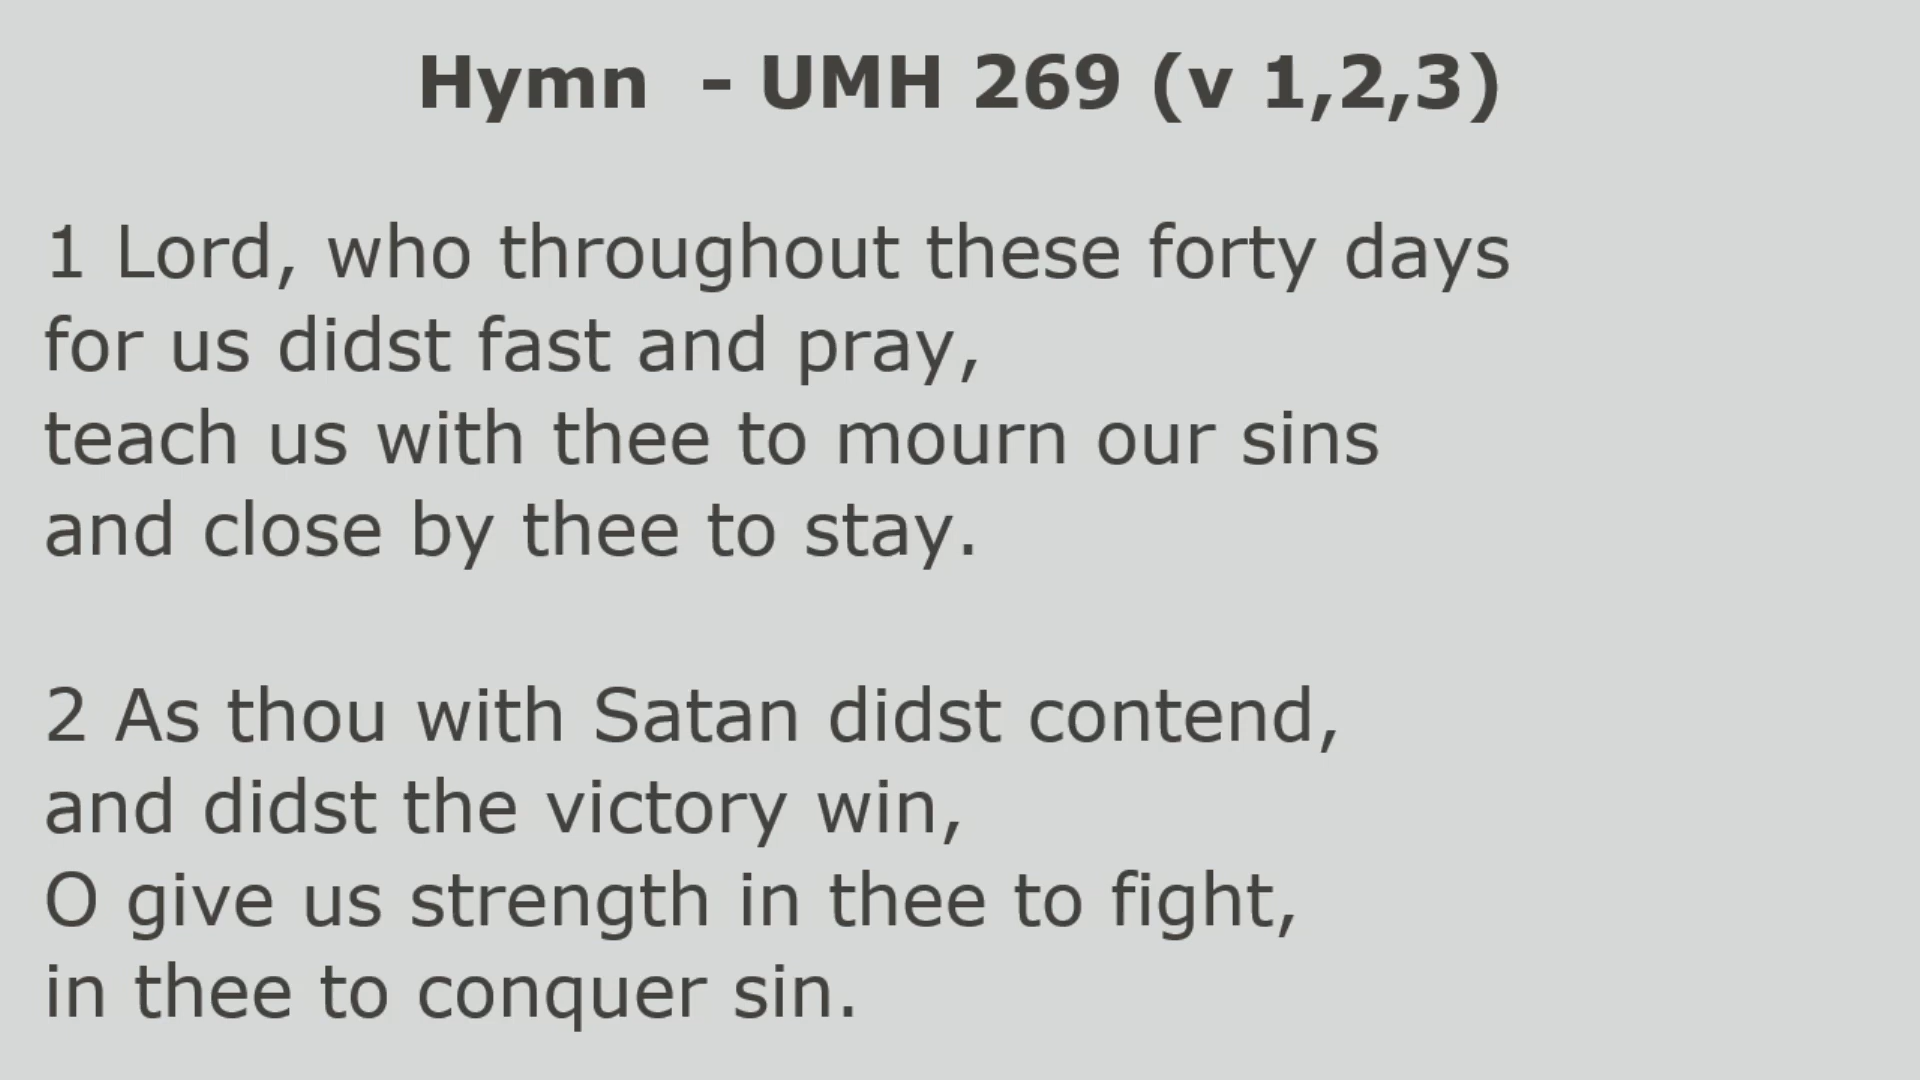 Hymn  - UMH 269 (v 1,2,3)
1 Lord, who throughout these forty days
for us didst fast and pray,
teach us with thee to mourn our sins
and close by thee to stay.
2 As thou with Satan didst contend,
and didst the victory win,
O give us strength in thee to fight,
in thee to conquer sin.